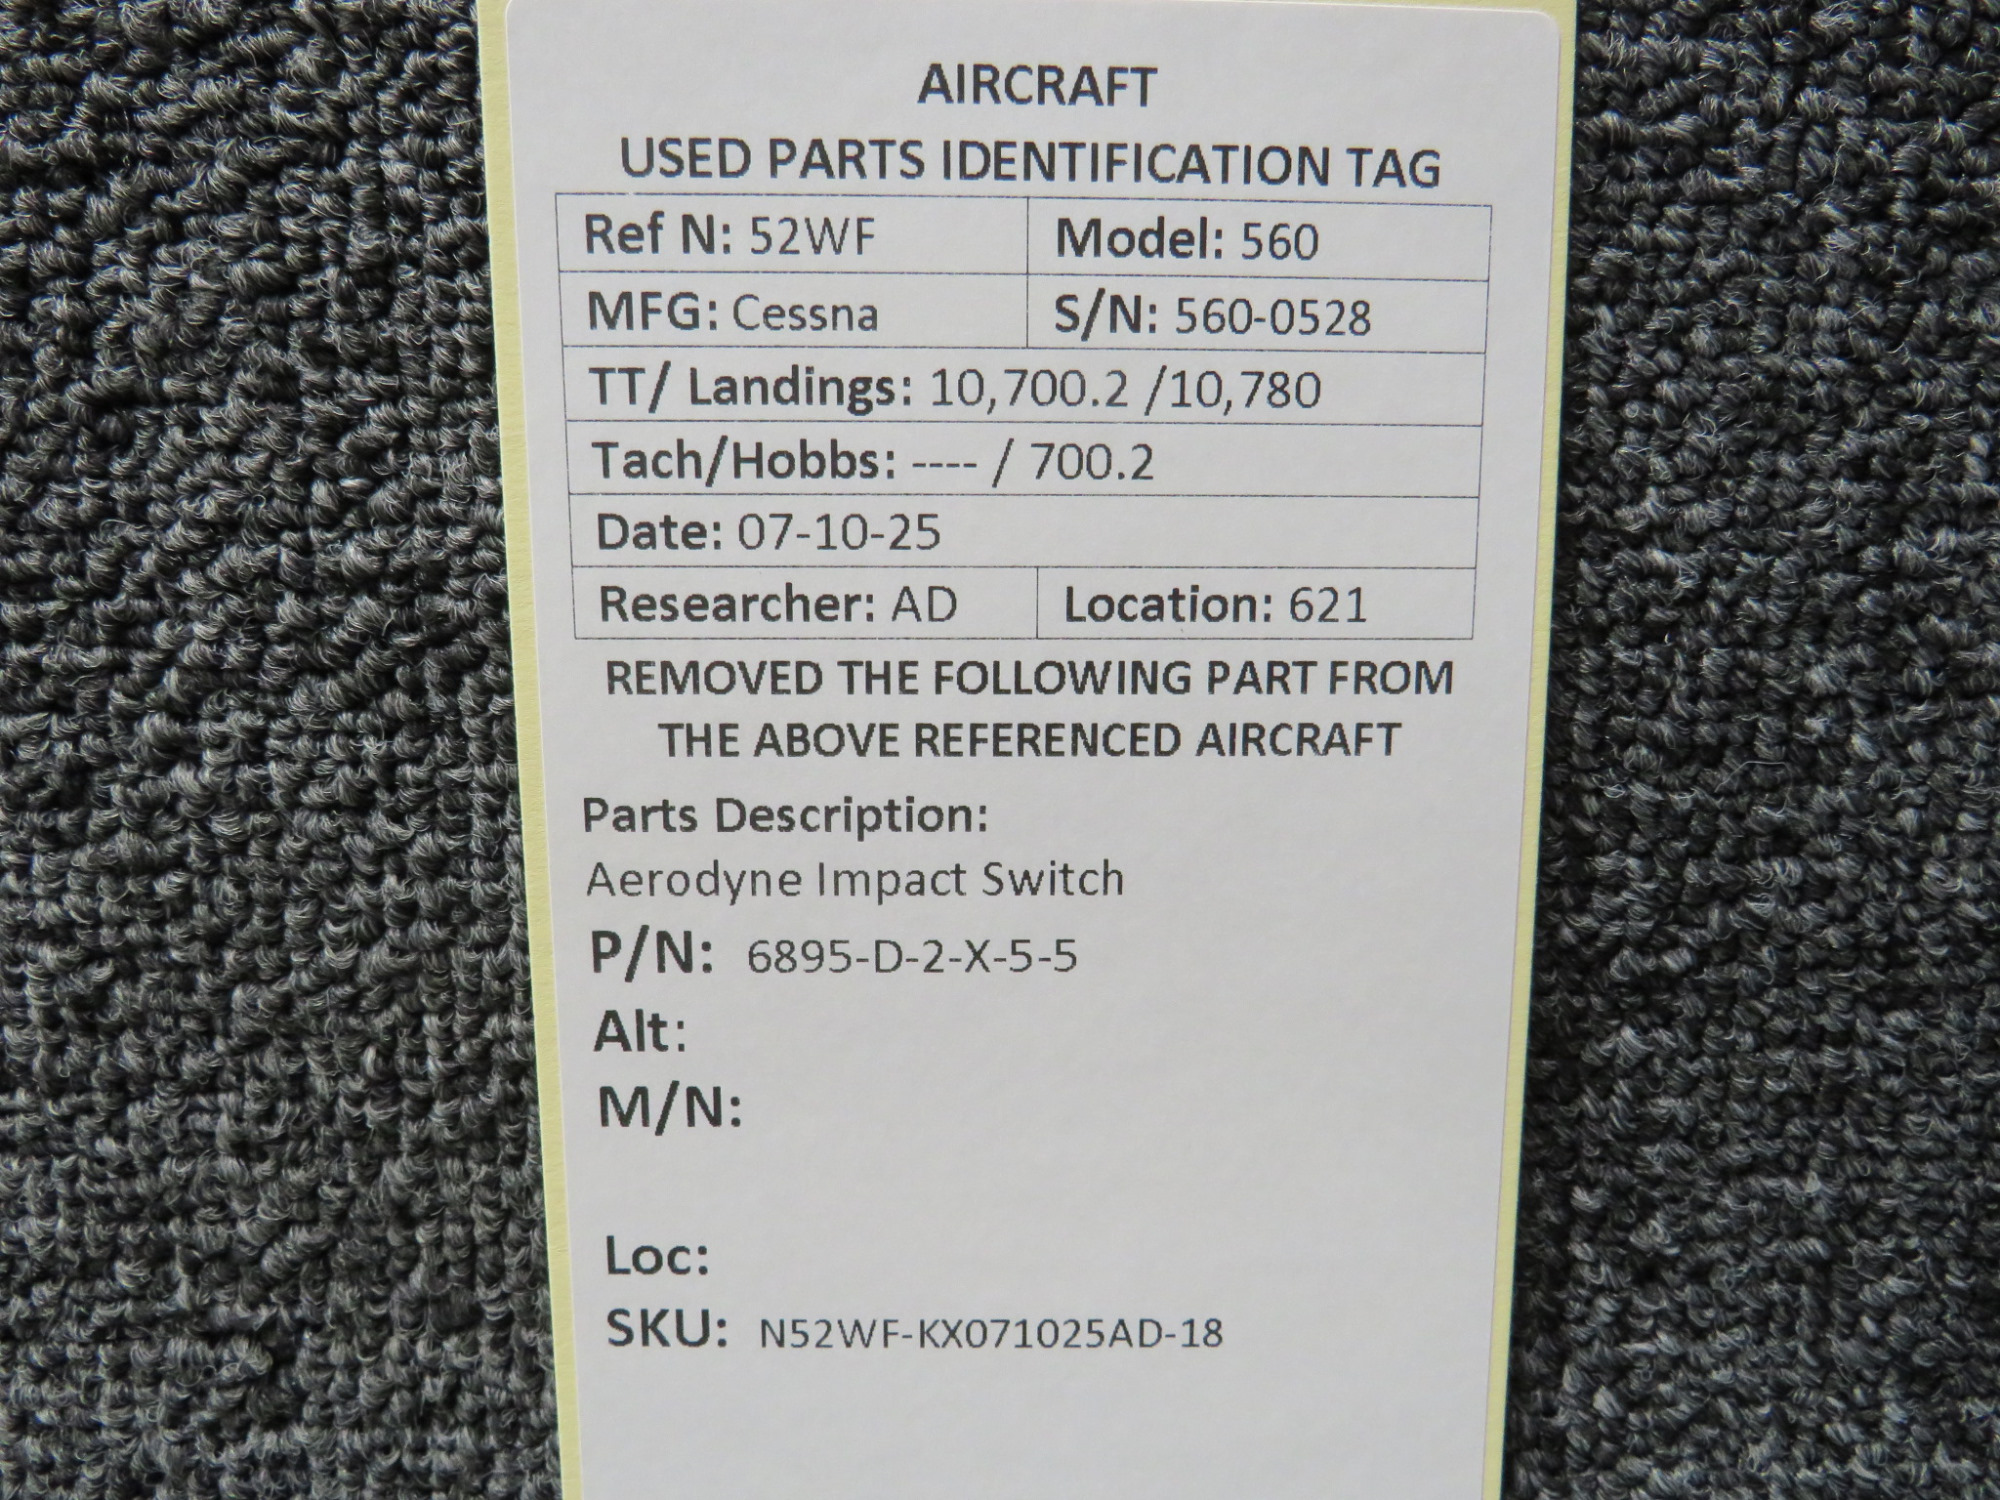 AIRCRAFT
USED PARTS IDENTIFICATION TAG
Ref N: 52WF Model: 560
MFG: Cessna S/N: 560-0528
TT/ Landings: 10,700.2 /10,780
Tach/Hobbs: ---- / 700.2
Date: 07-10-25
Researcher: AD Location: 621
REMOVED THE FOLLOWING PART FROM
THE ABOVE REFERENCED AIRCRAFT
Parts Description:
Aerodyne Impact Switch
P/N: 6895-D-2-X-5-5
Alt:
M/N:
Loc:
SKU: N52WF-KX071025AD-18